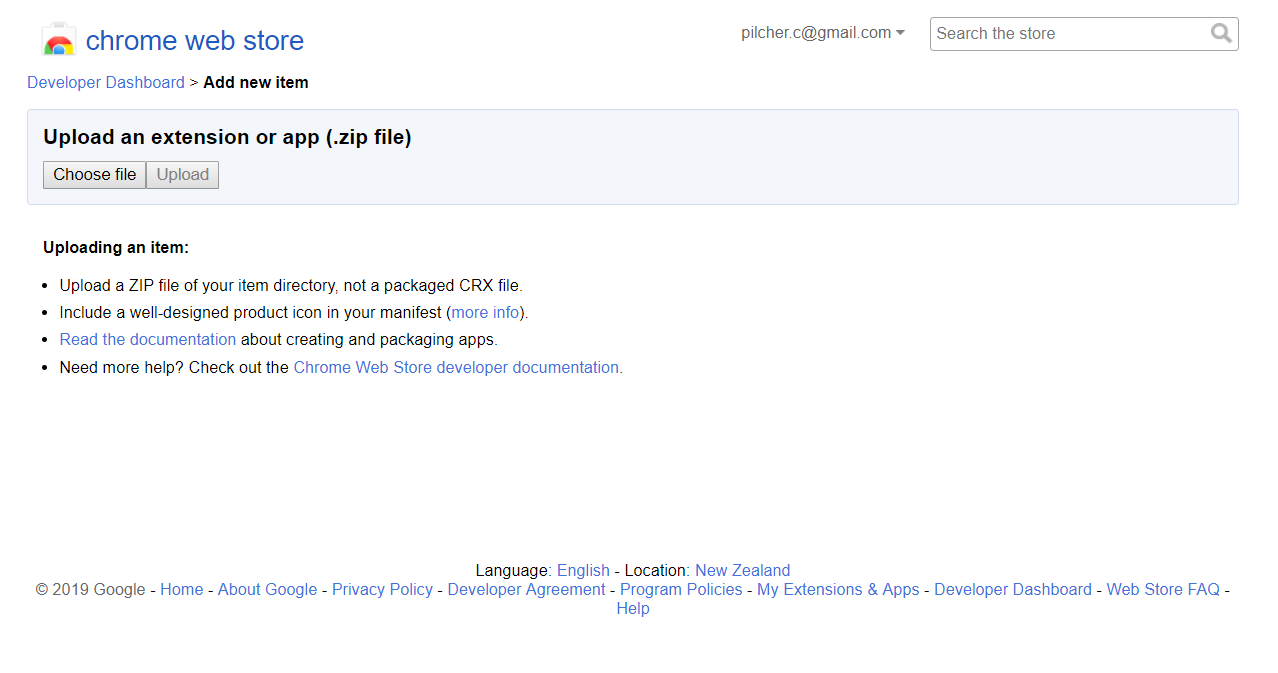 chrome web store
pilcher.c@gmail.com
Search the store
Developer Dashboard > Add new item
Upload an extension or app (.zip file)
Choose file Upload
Uploading an item:
• Upload a ZIP file of your item directory, not a packaged CRX file.
• Include a well-designed product icon in your manifest (more info).
• Read the documentation about creating and packaging apps.
• Need more help? Check out the Chrome Web Store developer documentation.
Language: English - Location: New Zealand
© 2019 Google - Home - About Google - Privacy Policy - Developer Agreement - Program Policies - My Extensions & Apps - Developer Dashboard - Web Store FAQ -
Help